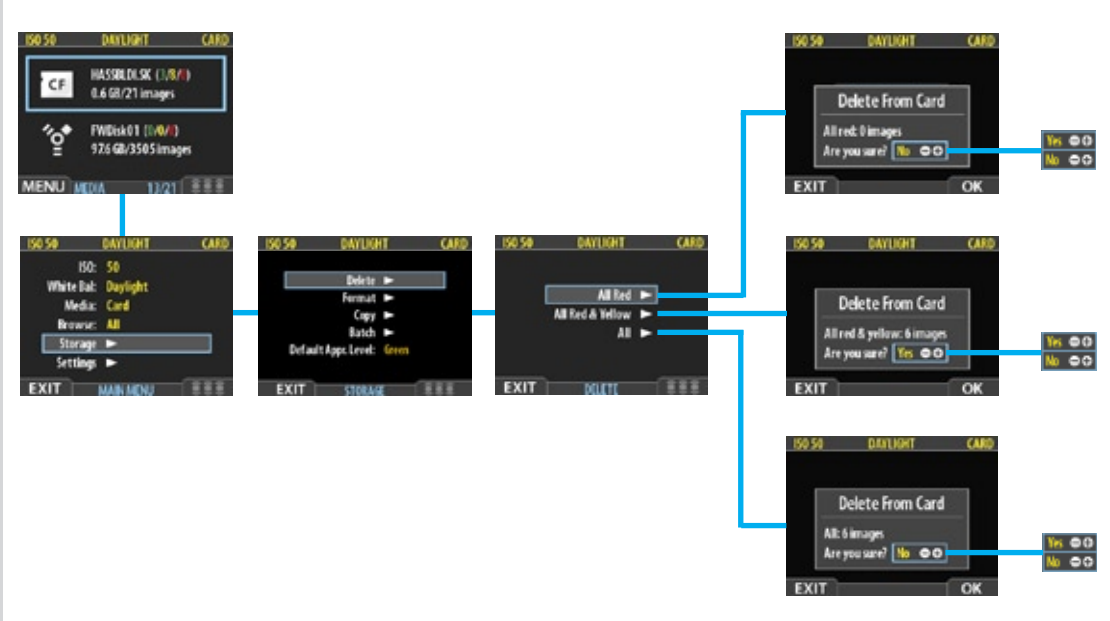 ISO 50 DAYLIGHT CARD
CF
HASSBLDLSK
0.6 GB/21 images
FWDisk01
97.6 GB/3505 images
MENU MEDIA 13/21
ISO 50 DAYLIGHT CARD
ISO: 50
White Bal: Daylight
Media: Card
Browse: All
Storage
Settings
EXIT MAIN MENU
ISO 50 DAYLIGHT CARD
Delete
Format
Copy
Batch
Default Appr. Level: Green
EXIT STORAGE
ISO 50 DAYLIGHT CARD
All Red
All Red & Yellow
All
EXIT DELETE
ISO 50 DAYLIGHT CARD
Delete From Card
All red: 0 images
Are you sure? No
EXIT OK
Yes
No
ISO 50 DAYLIGHT CARD
Delete From Card
All red & yellow: 6 images
Are you sure? Yes
EXIT OK
Yes
No
ISO 50 DAYLIGHT CARD
Delete From Card
All: 6 images
Are you sure? No
EXIT OK
Yes
No